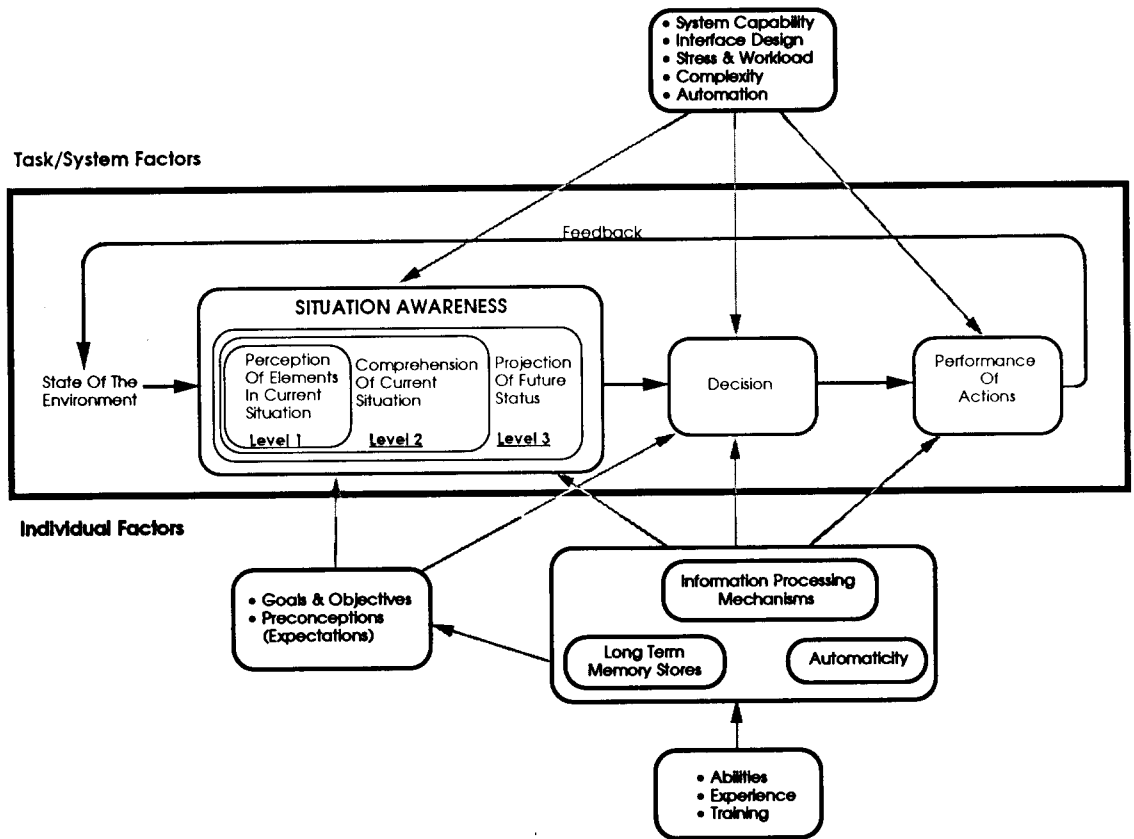 • System Capability
• Interface Design
• Stress & Workload
• Complexity
• Automation
Task/System Factors
Feedback
SITUATION AWARENESS
Perception
Of Elements
In Current
Situation
Level 1
Comprehension
Of Current
Situation
Level 2
Projection
Of Future
Status
Level 3
State Of The
Environment
Decision
Performance
Of
Actions
Individual Factors
• Goals & Objectives
• Preconceptions
(Expectations)
Information Processing
Mechanisms
Long Term
Memory Stores
Automaticity
• Abilities
• Experience
• Training